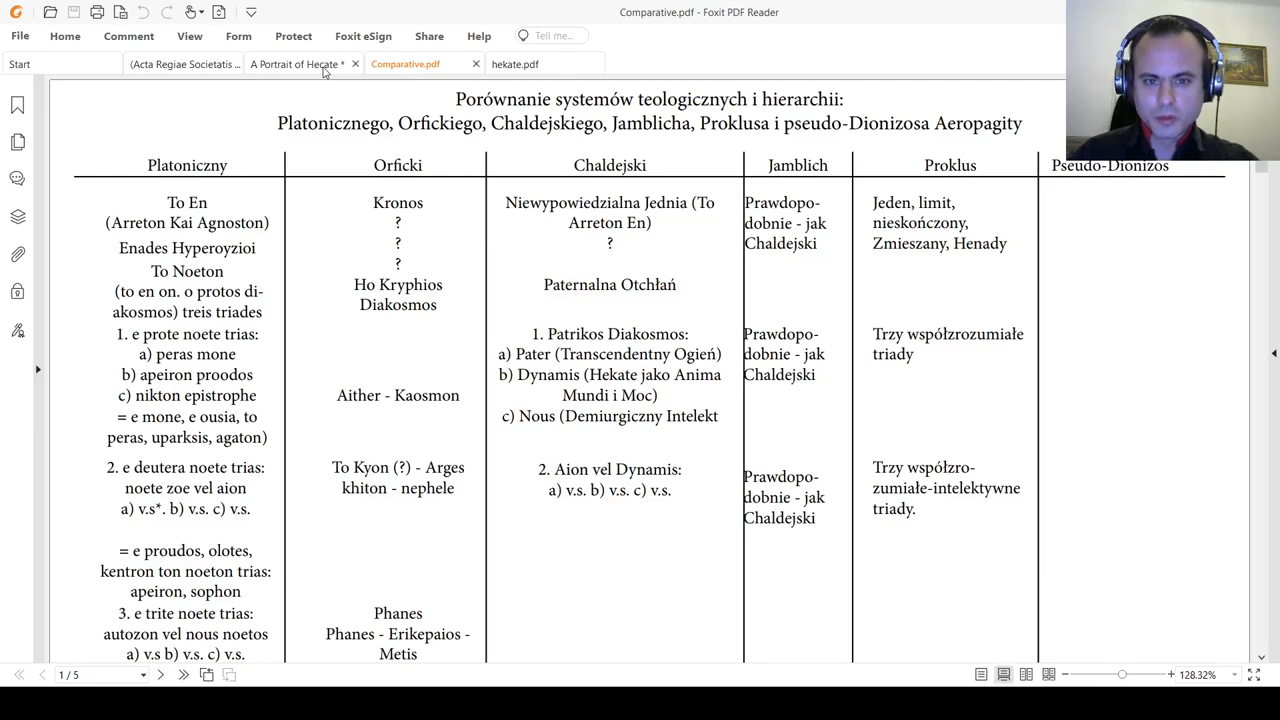 Comparative.pdf - Foxit PDF Reader
File Home Comment View Form Protect Foxit eSign Share Help Tell me...
Start (Acta Regiae Societatis ... A Portrait of Hecate * Comparative.pdf hekate.pdf
Porównanie systemów teologicznych i hierarchii:
Platonicznego, Orfickiego, Chaldejskiego, Jamblicha, Proklusa i pseudo-Dionizosa Aeropagity
Platoniczny Orficki Chaldejski Jamblich Proklus Pseudo-Dionizos
To En
(Arreton Kai Agnoston)
Enades Hyperoyzioi
To Noeton
(to en on. o protos di-
akosmos) treis triades
1. e prote noete trias:
a) peras mone
b) apeiron proodos
c) nikton epistrophe
= e mone, e ousia, to
peras, uparksis, agaton)
2. e deutera noete trias:
noete zoe vel aion
a) v.s*. b) v.s. c) v.s.
= e proudos, olotes,
kentron ton noeton trias:
apeiron, sophon
3. e trite noete trias:
autozon vel nous noetos
a) v.s b) v.s. c) v.s.
Kronos
?
?
?
Ho Kryphios
Diakosmos
Aither - Kaosmon
To Kyon (?) - Arges
khiton - nephele
Phanes
Phanes - Erikepaios -
Metis
Niewypowiedzialna Jednia (To
Arreton En)
?
Paternalna Otchłań
1. Patrikos Diakosmos:
a) Pater (Transcendentny Ogień)
b) Dynamis (Hekate jako Anima
Mundi i Moc)
c) Nous (Demiurgiczny Intelekt
2. Aion vel Dynamis:
a) v.s. b) v.s. c) v.s.
Prawdopo-
dobnie - jak
Chaldejski
Prawdopo-
dobnie - jak
Chaldejski
Prawdopo-
dobnie - jak
Chaldejski
Jeden, limit,
nieskończony,
Zmieszany, Henady
Trzy współzrozumiałe
triady
Trzy współzro-
zumiałe-intelektywne
triady.
1 / 5 128.32%